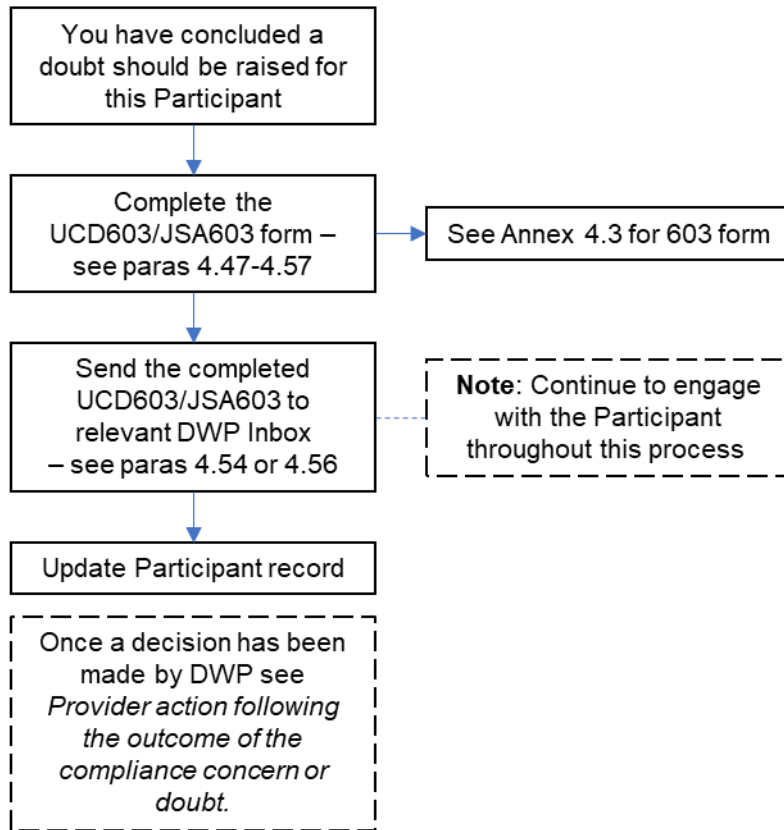 You have concluded a
doubt should be raised for
this Participant
Complete the
UCD603/JSA603 form –
see paras 4.47-4.57
See Annex 4.3 for 603 form
Send the completed
UCD603/JSA603 to
relevant DWP Inbox
– see paras 4.54 or 4.56
Note: Continue to engage
with the Participant
throughout this process
Update Participant record
Once a decision has been
made by DWP see
Provider action following
the outcome of the
compliance concern or
doubt.